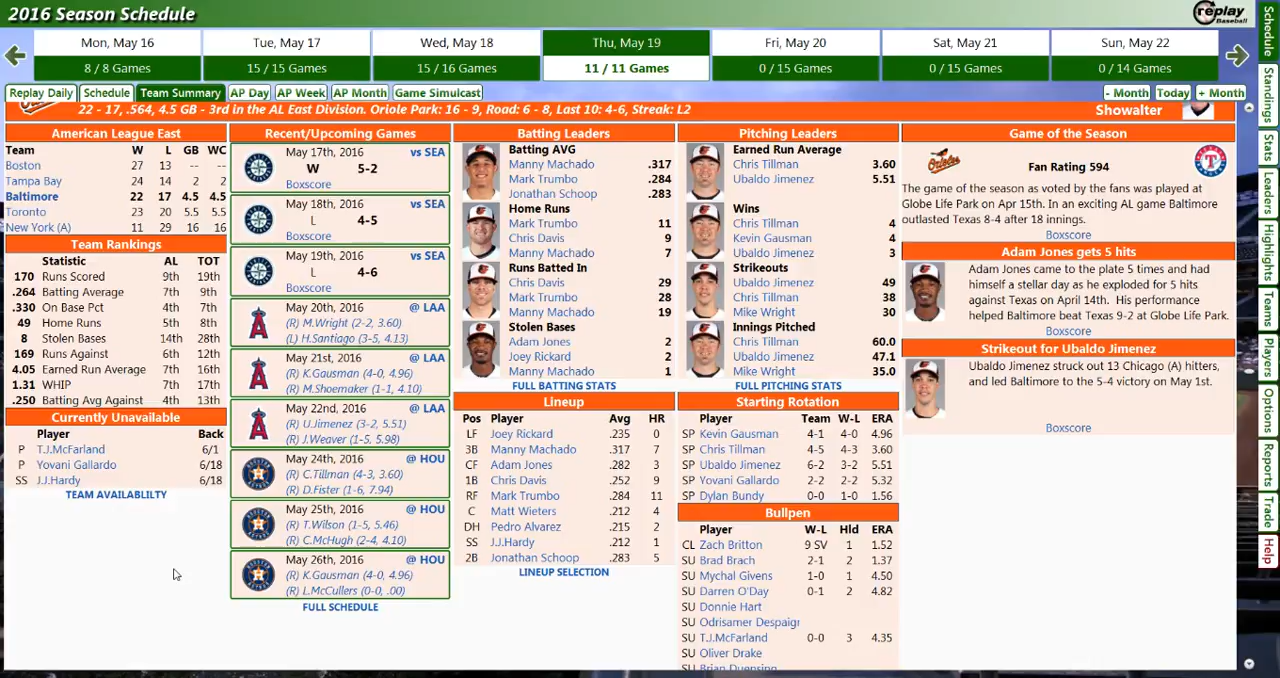 2016 Season Schedule
replay
Baseball
Mon, May 16
8 / 8 Games
Tue, May 17
15 / 15 Games
Wed, May 18
15 / 16 Games
Thu, May 19
11 / 11 Games
Fri, May 20
0 / 15 Games
Sat, May 21
0 / 15 Games
Sun, May 22
0 / 14 Games
Replay Daily
Schedule
Team Summary
AP Day
AP Week
AP Month
Game Simulcast
- Month
Today
+ Month
22 - 17, .564, 4.5 GB - 3rd in the AL East Division. Oriole Park: 16 - 9, Road: 6 - 8, Last 10: 4-6, Streak: L2
Showalter
American League East
Team W L GB WC
Boston 27 13 -- --
Tampa Bay 24 14 2 2
Baltimore 22 17 4.5 4.5
Toronto 23 20 5.5 5.5
New York (A) 11 29 16 16
Team Rankings
Statistic AL TOT
170 Runs Scored 9th 19th
.264 Batting Average 7th 9th
.330 On Base Pct 4th 7th
49 Home Runs 5th 8th
8 Stolen Bases 14th 28th
169 Runs Against 6th 12th
4.05 Earned Run Average 7th 16th
1.31 WHIP 7th 17th
.250 Batting Avg Against 4th 13th
Currently Unavailable
Player Back
P T.J.McFarland 6/1
P Yovani Gallardo 6/18
SS J.J.Hardy 6/18
TEAM AVAILABLILTY
Recent/Upcoming Games
May 17th, 2016 vs SEA
W 5-2
Boxscore
May 18th, 2016 vs SEA
L 4-5
Boxscore
May 19th, 2016 vs SEA
L 4-6
Boxscore
May 20th, 2016 @ LAA
(R) M.Wright (2-2, 3.60)
(L) H.Santiago (3-5, 4.13)
May 21st, 2016 @ LAA
(R) K.Gausman (4-0, 4.96)
(R) M.Shoemaker (1-1, 4.10)
May 22nd, 2016 @ LAA
(R) U.Jimenez (3-2, 5.51)
(R) J.Weaver (1-5, 5.98)
May 24th, 2016 @ HOU
(R) C.Tillman (4-3, 3.60)
(R) D.Fister (1-6, 7.94)
May 25th, 2016 @ HOU
(R) T.Wilson (1-5, 5.46)
(R) C.McHugh (2-4, 4.10)
May 26th, 2016 @ HOU
(R) K.Gausman (4-0, 4.96)
(R) L.McCullers (0-0, .00)
FULL SCHEDULE
Batting Leaders
Batting AVG
Manny Machado .317
Mark Trumbo .284
Jonathan Schoop .283
Home Runs
Mark Trumbo 11
Chris Davis 9
Manny Machado 7
Runs Batted In
Chris Davis 29
Mark Trumbo 28
Manny Machado 19
Stolen Bases
Adam Jones 2
Joey Rickard 2
Manny Machado 1
FULL BATTING STATS
Lineup
Pos Player Avg HR
LF Joey Rickard .235 0
3B Manny Machado .317 7
CF Adam Jones .282 3
1B Chris Davis .252 9
RF Mark Trumbo .284 11
C Matt Wieters .212 4
DH Pedro Alvarez .215 2
SS J.J.Hardy .212 1
2B Jonathan Schoop .283 5
LINEUP SELECTION
Pitching Leaders
Earned Run Average
Chris Tillman 3.60
Ubaldo Jimenez 5.51
Wins
Chris Tillman 4
Kevin Gausman 4
Ubaldo Jimenez 3
Strikeouts
Ubaldo Jimenez 49
Chris Tillman 38
Mike Wright 30
Innings Pitched
Chris Tillman 60.0
Ubaldo Jimenez 47.1
Mike Wright 35.0
FULL PITCHING STATS
Starting Rotation
Player Team W-L ERA
SP Kevin Gausman 4-1 4-0 4.96
SP Chris Tillman 4-5 4-3 3.60
SP Ubaldo Jimenez 6-2 3-2 5.51
SP Yovani Gallardo 2-2 2-2 5.32
SP Dylan Bundy 0-0 1-0 1.56
Bullpen
Player W-L Hld ERA
CL Zach Britton 9 SV 1 1.52
SU Brad Brach 2-1 2 1.37
SU Mychal Givens 1-0 1 4.50
SU Darren O'Day 0-1 2 4.82
SU Donnie Hart
SU Odrisamer Despaign
SU T.J.McFarland 0-0 3 4.35
SU Oliver Drake
SU Brian Duensing
Game of the Season
Orioles
Fan Rating 594
The game of the season as voted by the fans was played at
Globe Life Park on Apr 15th. In an exciting AL game Baltimore
outlasted Texas 8-4 after 18 innings.
Boxscore
Adam Jones gets 5 hits
Adam Jones came to the plate 5 times and had
himself a stellar day as he exploded for 5 hits
against Texas on April 14th. His performance
helped Baltimore beat Texas 9-2 at Globe Life Park.
Boxscore
Strikeout for Ubaldo Jimenez
Ubaldo Jimenez struck out 13 Chicago (A) hitters,
and led Baltimore to the 5-4 victory on May 1st.
Boxscore
Schedule
Standings
Stats
Leaders
Highlights
Teams
Players
Options
Reports
Trade
Help